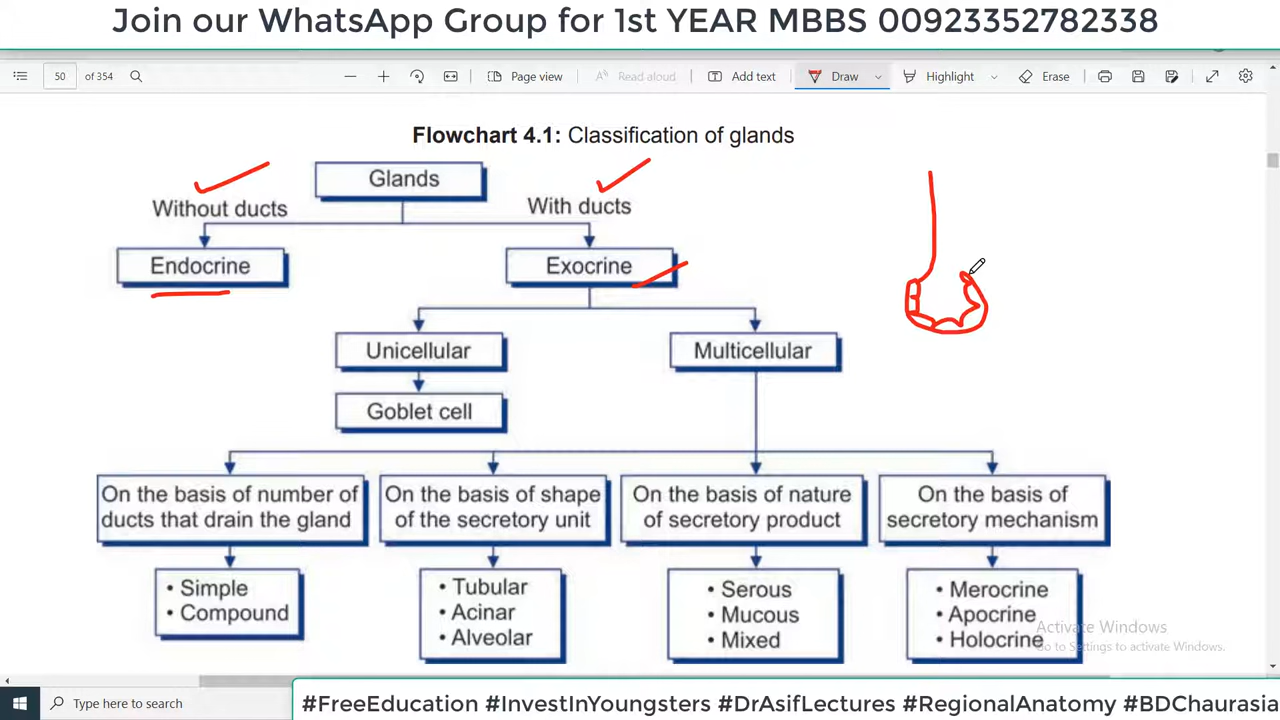 Join our WhatsApp Group for 1st YEAR MBBS 00923352782338
50 of 354
Page view
Read aloud
Add text
Draw
Highlight
Erase
Flowchart 4.1: Classification of glands
Glands
Without ducts
With ducts
Endocrine
Exocrine
Unicellular
Multicellular
Goblet cell
On the basis of number of
ducts that drain the gland
On the basis of shape
of the secretory unit
On the basis of nature
of secretory product
On the basis of
secretory mechanism
• Simple
• Compound
• Tubular
• Acinar
• Alveolar
• Serous
• Mucous
• Mixed
• Merocrine
• Apocrine
• Holocrine
Activate Windows
Go to Settings to activate Windows.
Type here to search
#FreeEducation #InvestInYoungsters #DrAsifLectures #RegionalAnatomy #BDChaurasia